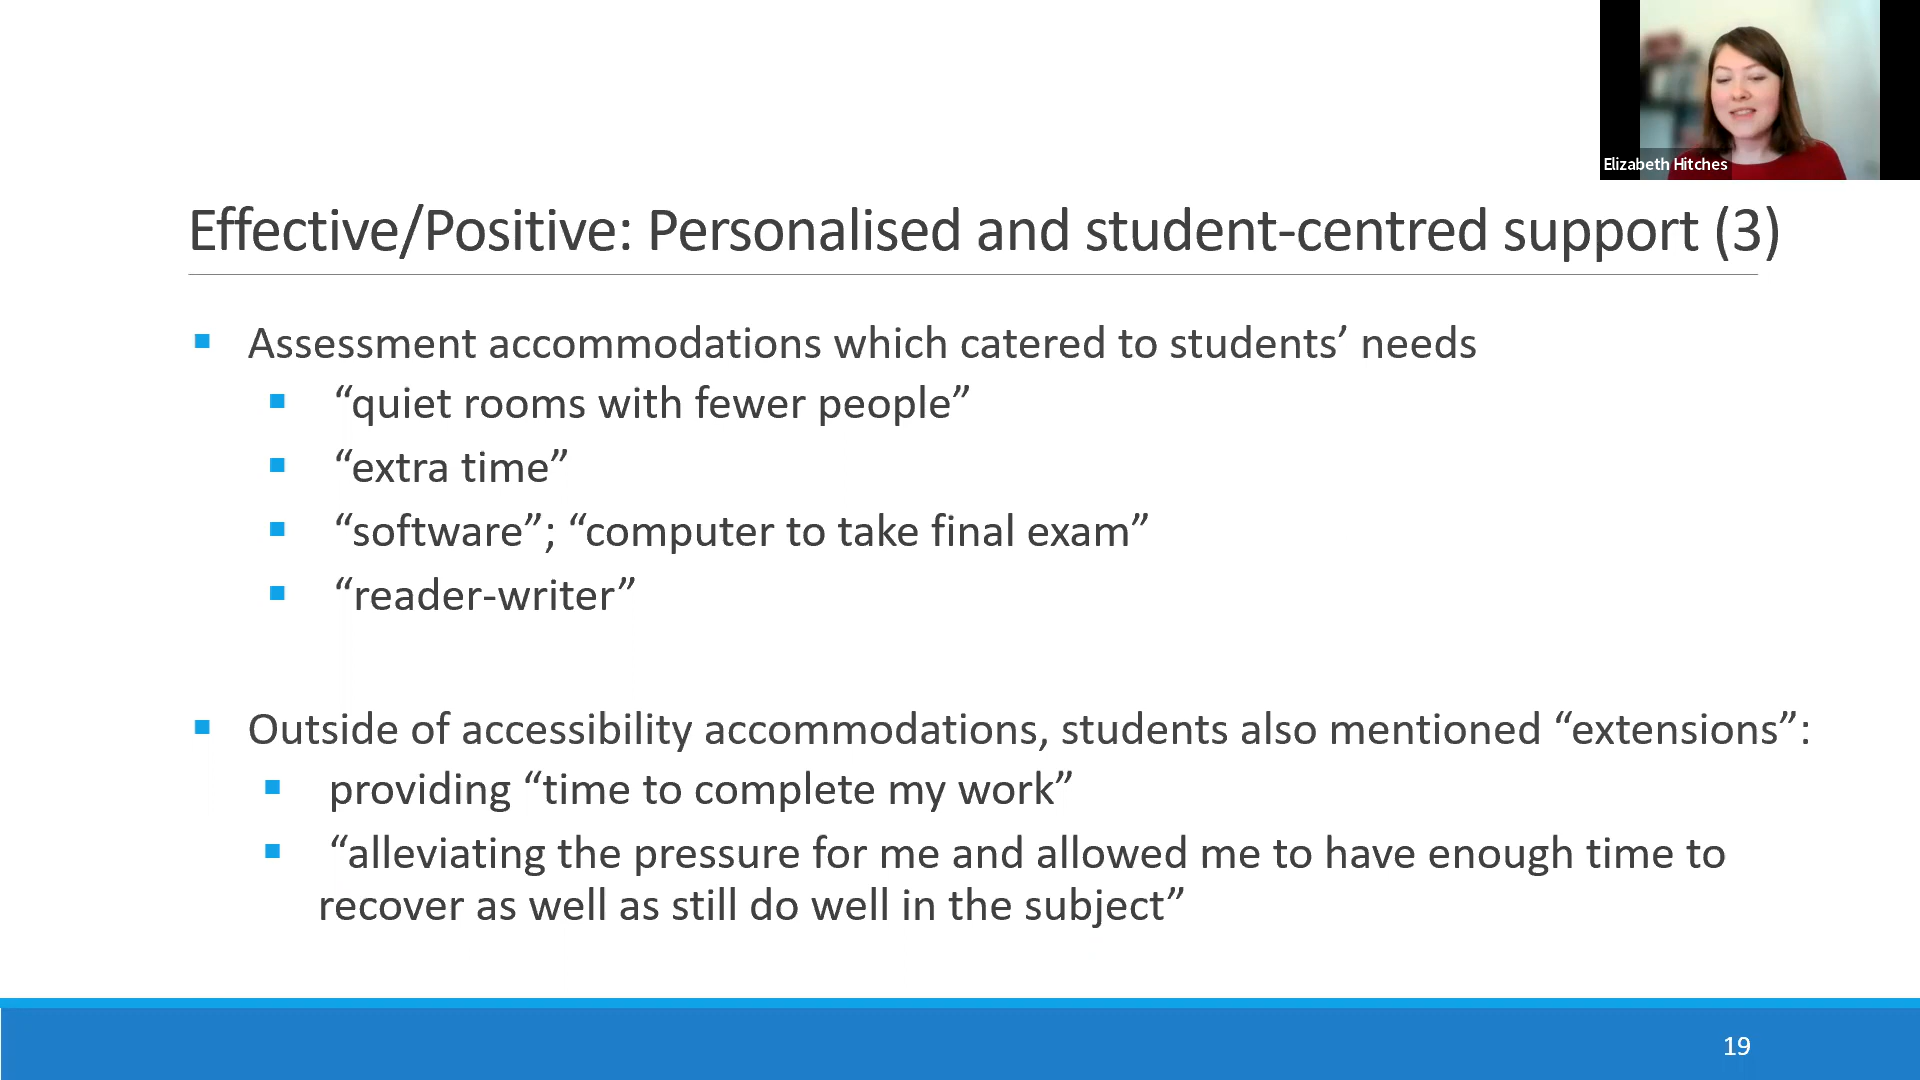 Elizabeth Hitches
Effective/Positive: Personalised and student-centred support (3)
Assessment accommodations which catered to students’ needs
“quiet rooms with fewer people”
“extra time”
“software”; “computer to take final exam”
“reader-writer”
Outside of accessibility accommodations, students also mentioned “extensions”:
providing “time to complete my work”
“alleviating the pressure for me and allowed me to have enough time to
recover as well as still do well in the subject”
19